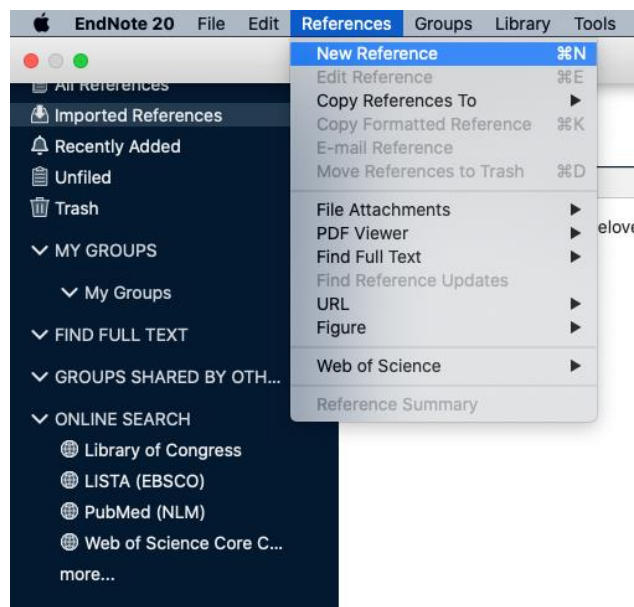 EndNote 20 File Edit References Groups Library Tools
All References
Imported References
Recently Added
Unfiled
Trash
MY GROUPS
My Groups
FIND FULL TEXT
GROUPS SHARED BY OTH...
ONLINE SEARCH
Library of Congress
LISTA (EBSCO)
PubMed (NLM)
Web of Science Core C...
more...
New Reference ⌘N
Edit Reference ⌘E
Copy References To
Copy Formatted Reference ⌘K
E-mail Reference
Move References to Trash ⌘D
File Attachments
PDF Viewer
Find Full Text
Find Reference Updates
URL
Figure
Web of Science
Reference Summary
elove